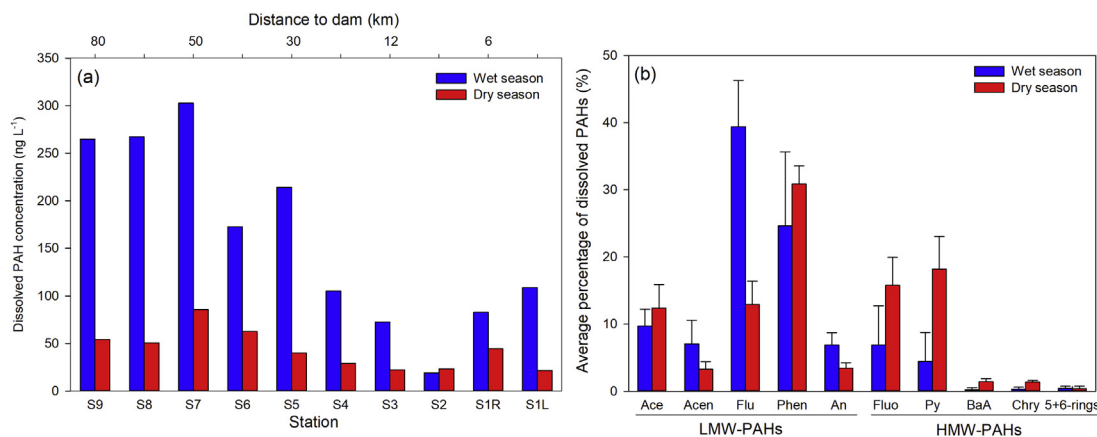 Distance to dam (km)
80 50 30 12 6
350
300
250
200
150
100
50
0
Dissolved PAH concentration (ng L⁻¹)
(a)
Wet season
Dry season
S9 S8 S7 S6 S5 S4 S3 S2 S1R S1L
Station
50
40
30
20
10
0
Average percentage of dissolved PAHs (%)
(b)
Wet season
Dry season
Ace Acen Flu Phen An Fluo Py BaA Chry 5+6-rings
LMW-PAHs HMW-PAHs